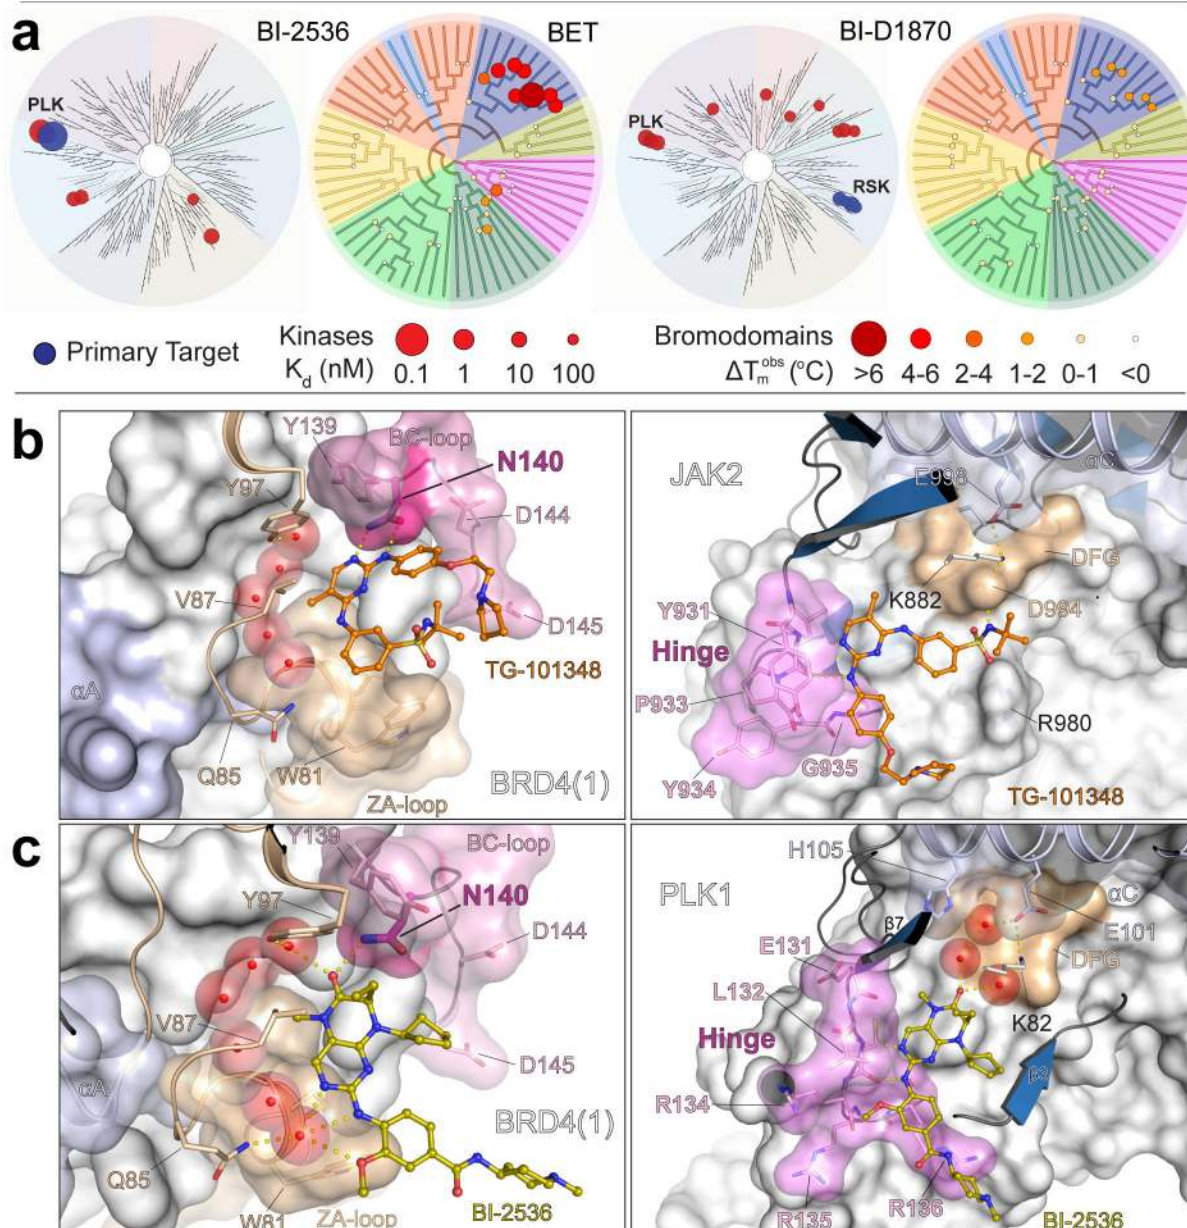 a
BI-2536
BET
BI-D1870
PLK
PLK
RSK
Primary Target
Kinases
K_d (nM)
0.1 1 10 100
Bromodomains
ΔT_m^obs (°C)
>6 4-6 2-4 1-2 0-1 <0
b
Y139
BC-loop
N140
Y97
D144
V87
D145
TG-101348
αA
Q85
W81
BRD4(1)
ZA-loop
JAK2
E998
αC
DFG
K882
D994
Y931
Hinge
P933
R980
G935
Y934
TG-101348
c
Y139
BC-loop
N140
Y97
D144
V87
D145
αA
BRD4(1)
Q85
W81
ZA-loop
BI-2536
H105
PLK1
αC
β7
E101
E131
DFG
L132
K82
Hinge
β3
R134
R136
R135
BI-2536